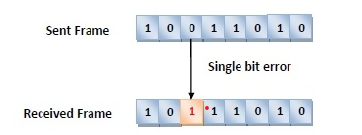 Sent Frame 1 0 0 1 1 0 1 0
Single bit error
Received Frame 1 0 1 1 1 0 1 0